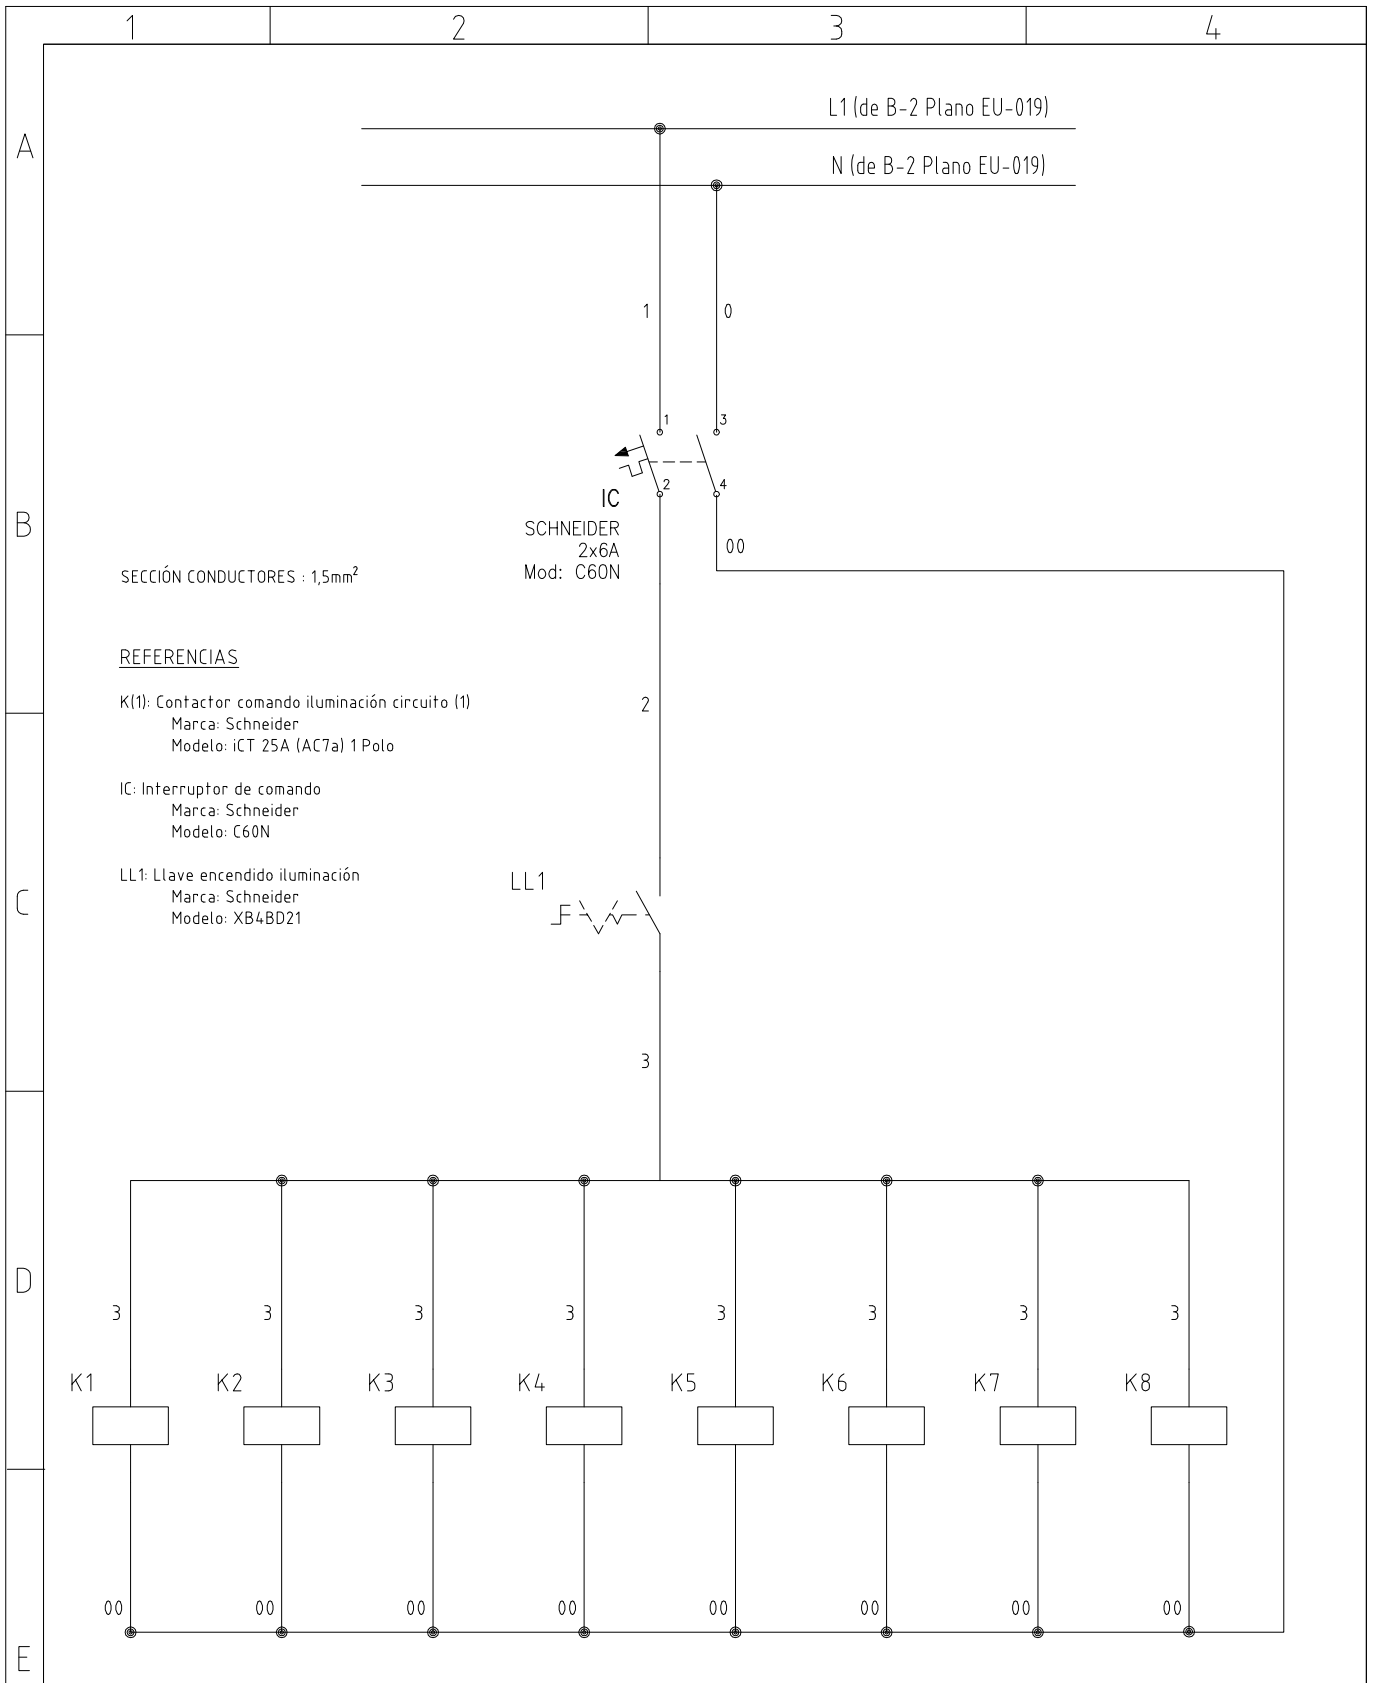 1 2 3 4
A
L1 (de B-2 Plano EU-019)
N (de B-2 Plano EU-019)
1 0
B
1 3
2 4
IC
SCHNEIDER
2x6A
Mod: C60N
00
SECCIÓN CONDUCTORES : 1,5mm²
REFERENCIAS
K(1): Contactor comando iluminación circuito (1)
Marca: Schneider
Modelo: iCT 25A (AC7a) 1 Polo
IC: Interruptor de comando
Marca: Schneider
Modelo: C60N
LL1: Llave encendido iluminación
Marca: Schneider
Modelo: XB4BD21
2
C
LL1
3
D
3 3 3 3 3 3 3 3
K1 K2 K3 K4 K5 K6 K7 K8
00 00 00 00 00 00 00 00
E